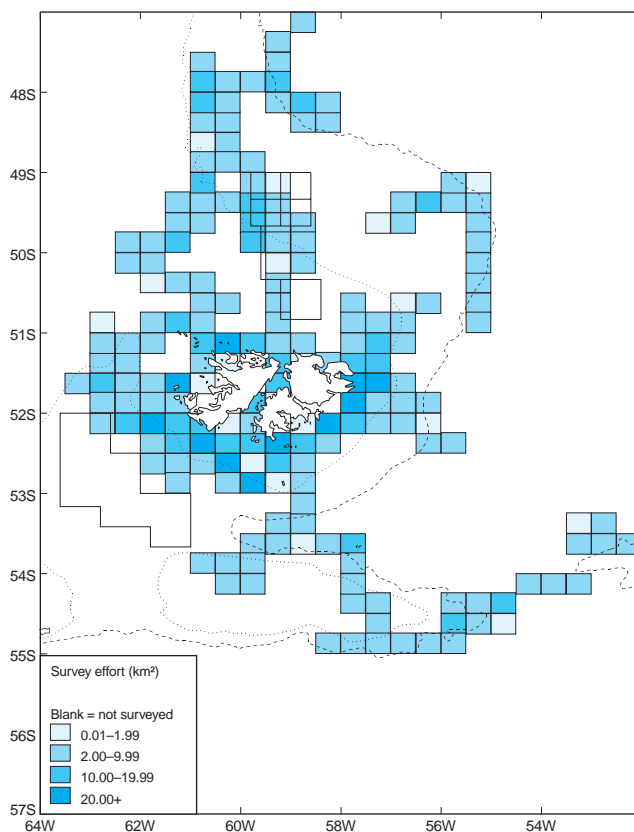 48S
49S
50S
51S
52S
53S
54S
55S
Survey effort (km²)
Blank = not surveyed
0.01–1.99
2.00–9.99
10.00–19.99
20.00+
56S
57S
64W 62W 60W 58W 56W 54W